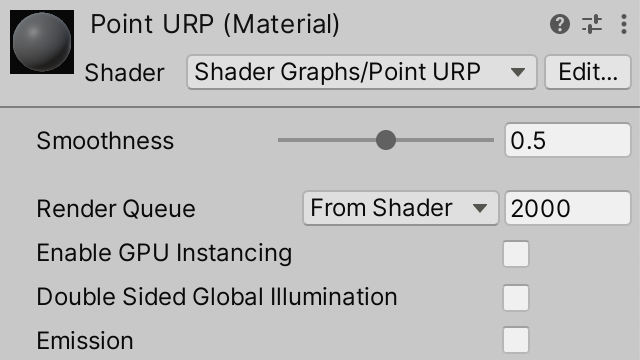 Point URP (Material)
Shader Shader Graphs/Point URP Edit...
Smoothness 0.5
Render Queue From Shader 2000
Enable GPU Instancing
Double Sided Global Illumination
Emission